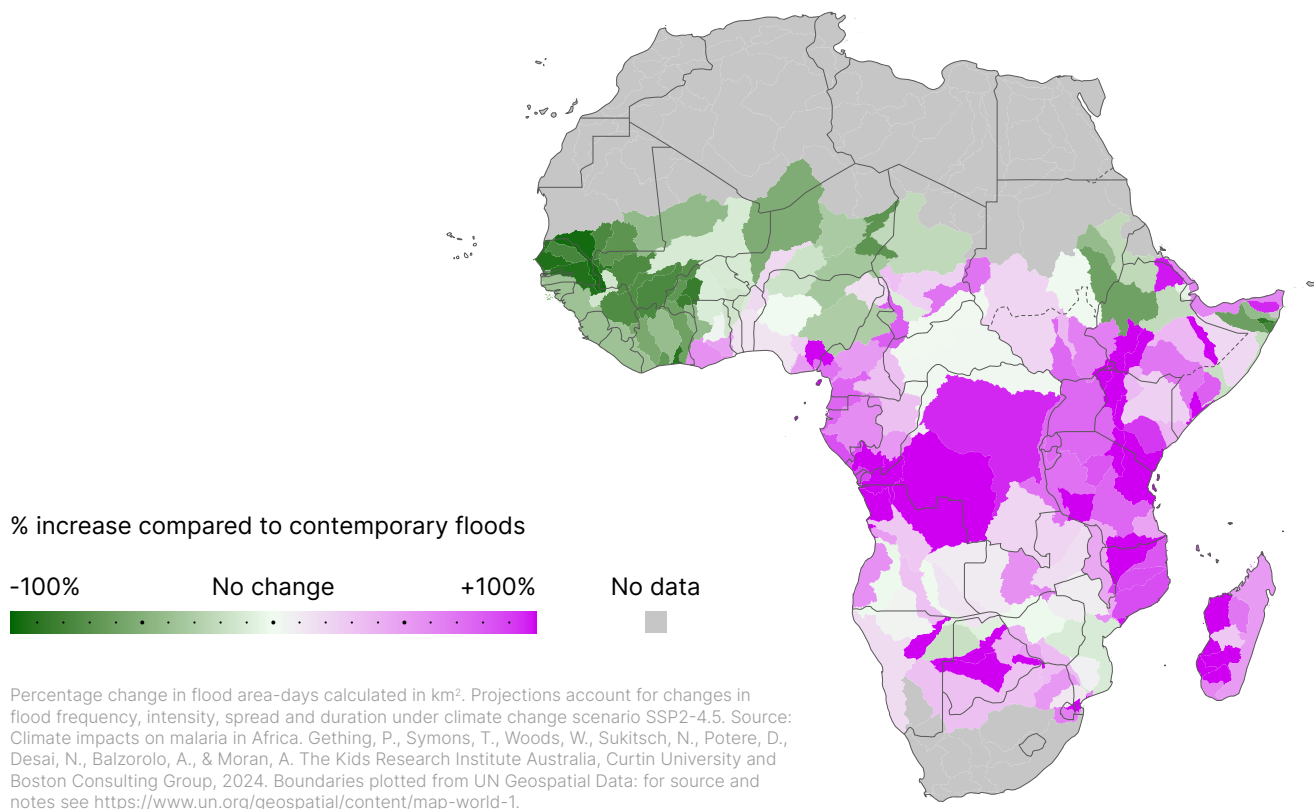 % increase compared to contemporary floods
-100% No change +100% No data
Percentage change in flood area-days calculated in km². Projections account for changes in
flood frequency, intensity, spread and duration under climate change scenario SSP2-4.5. Source:
Climate impacts on malaria in Africa. Gething, P., Symons, T., Woods, W., Sukitsch, N., Potere, D.,
Desai, N., Balzorolo, A., & Moran, A. The Kids Research Institute Australia, Curtin University and
Boston Consulting Group, 2024. Boundaries plotted from UN Geospatial Data: for source and
notes see https://www.un.org/geospatial/content/map-world-1.